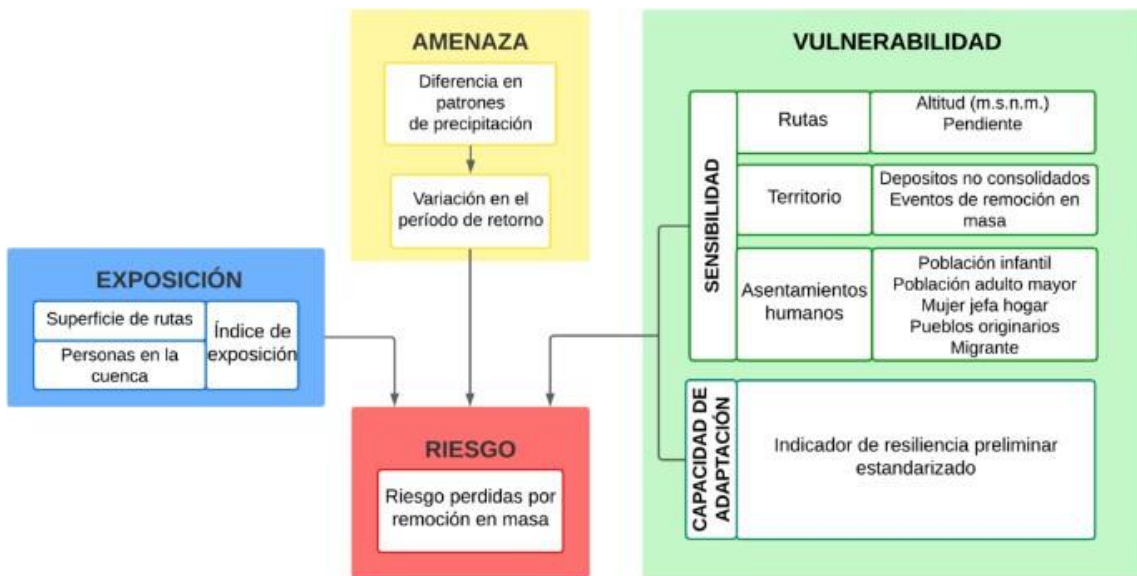 AMENAZA
Diferencia en
patrones
de precipitación
Variación en el
período de retorno
EXPOSICIÓN
Superficie de rutas
Personas en la
cuenca
Índice de
exposición
RIESGO
Riesgo perdidas por
remoción en masa
VULNERABILIDAD
SENSIBILIDAD
Rutas
Altitud (m.s.n.m.)
Pendiente
Territorio
Depositos no consolidados
Eventos de remoción en
masa
Asentamientos
humanos
Población infantil
Población adulto mayor
Mujer jefa hogar
Pueblos originarios
Migrante
CAPACIDAD DE
ADAPTACIÓN
Indicador de resiliencia preliminar
estandarizado